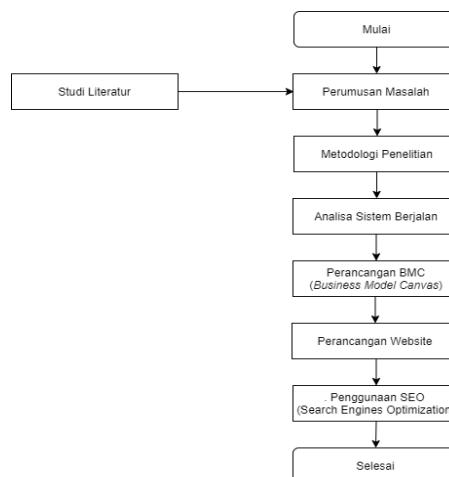 Mulai
Studi Literatur
Perumusan Masalah
Metodologi Penelitian
Analisa Sistem Berjalan
Perancangan BMC
(Business Model Canvas)
Perancangan Website
. Penggunaan SEO
(Search Engines Optimization
Selesai